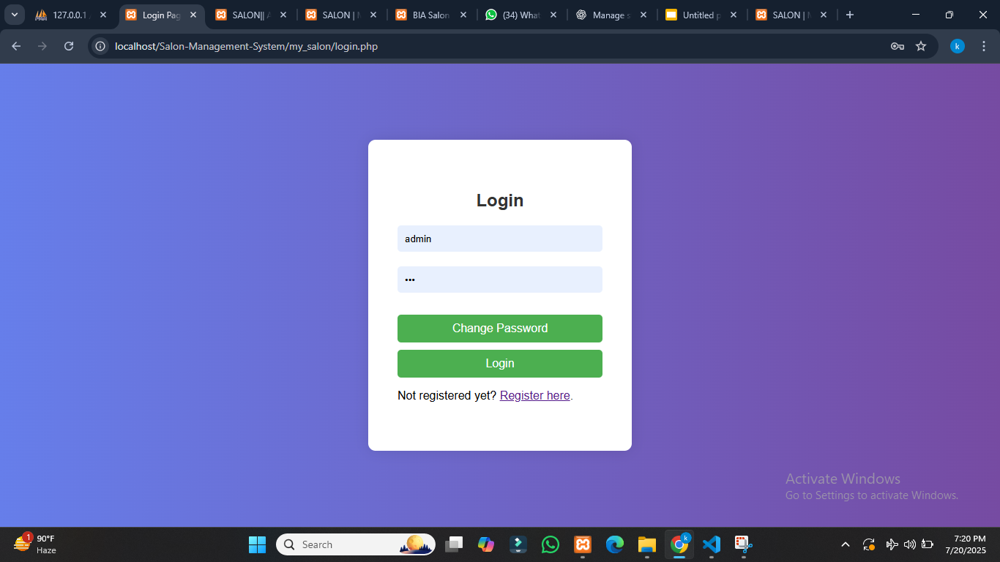 127.0.0.1
Login Pag
SALON||
SALON |
BIA Salon
(34) What
Manage s
Untitled p
SALON |
localhost/Salon-Management-System/my_salon/login.php
k
Login
admin
•••
Change Password
Login
Not registered yet? Register here.
Activate Windows
Go to Settings to activate Windows.
1
90°F
Haze
Search
k
7:20 PM
7/20/2025